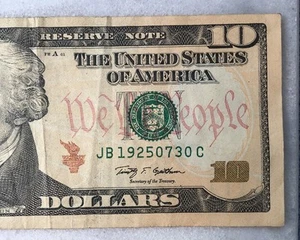 RESERVE NOTE
10
THE UNITED STATES
OF AMERICA
We The People
TEN
JB 19250730 C
Secretary of the Treasury.
10
DOLLARS